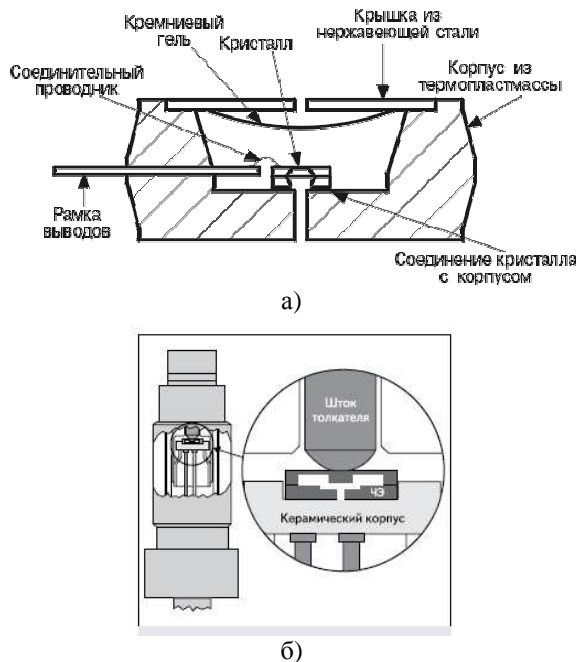 Кремниевый
гель
Кристалл
Крышка из
нержавеющей стали
Соединительный
проводник
Корпус из
термопластмассы
Рамка
выводов
Соединение кристалла
с корпусом
а)
Шток
толкателя
ЧЭ
Керамический корпус
б)